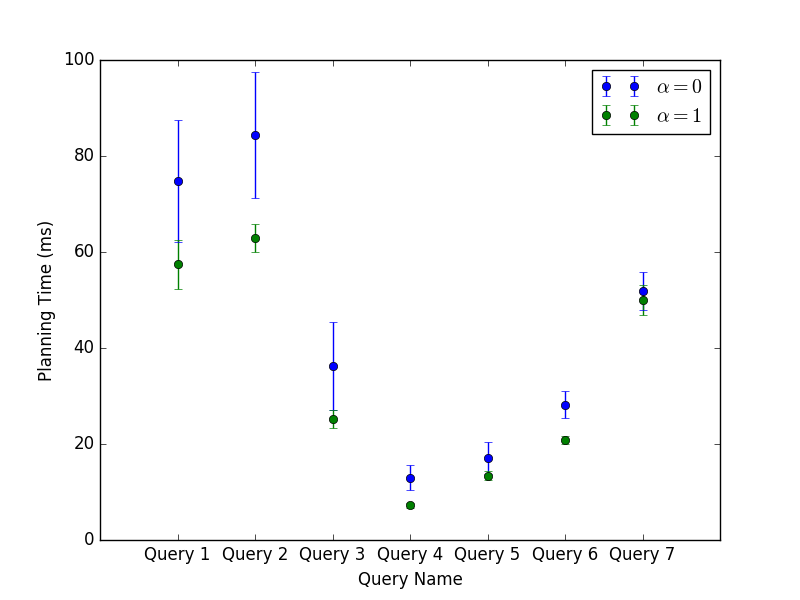 100
80
60
40
20
0
Planning Time (ms)
α = 0
α = 1
Query 1 Query 2 Query 3 Query 4 Query 5 Query 6 Query 7
Query Name